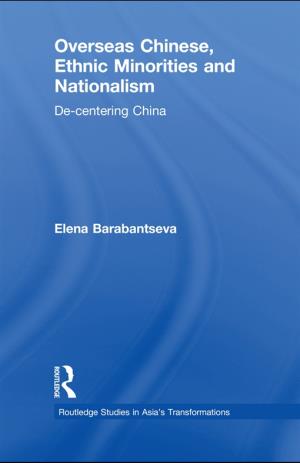 Overseas Chinese,
Ethnic Minorities and
Nationalism
De-centering China
Elena Barabantseva
ROUTLEDGE
Routledge Studies in Asia's Transformations